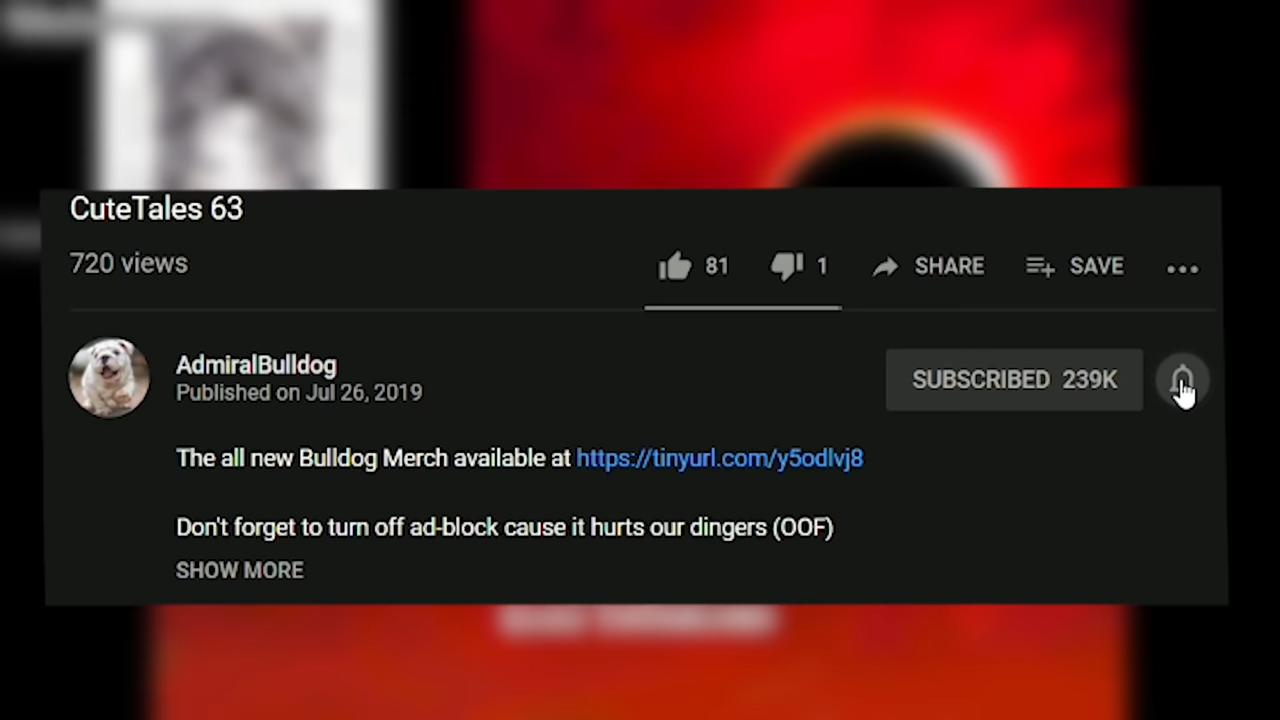 CuteTales 63
720 views
81
1
SHARE
SAVE
AdmiralBulldog
Published on Jul 26, 2019
SUBSCRIBED 239K
The all new Bulldog Merch available at https://tinyurl.com/y5odlvj8
Don't forget to turn off ad-block cause it hurts our dingers (OOF)
SHOW MORE